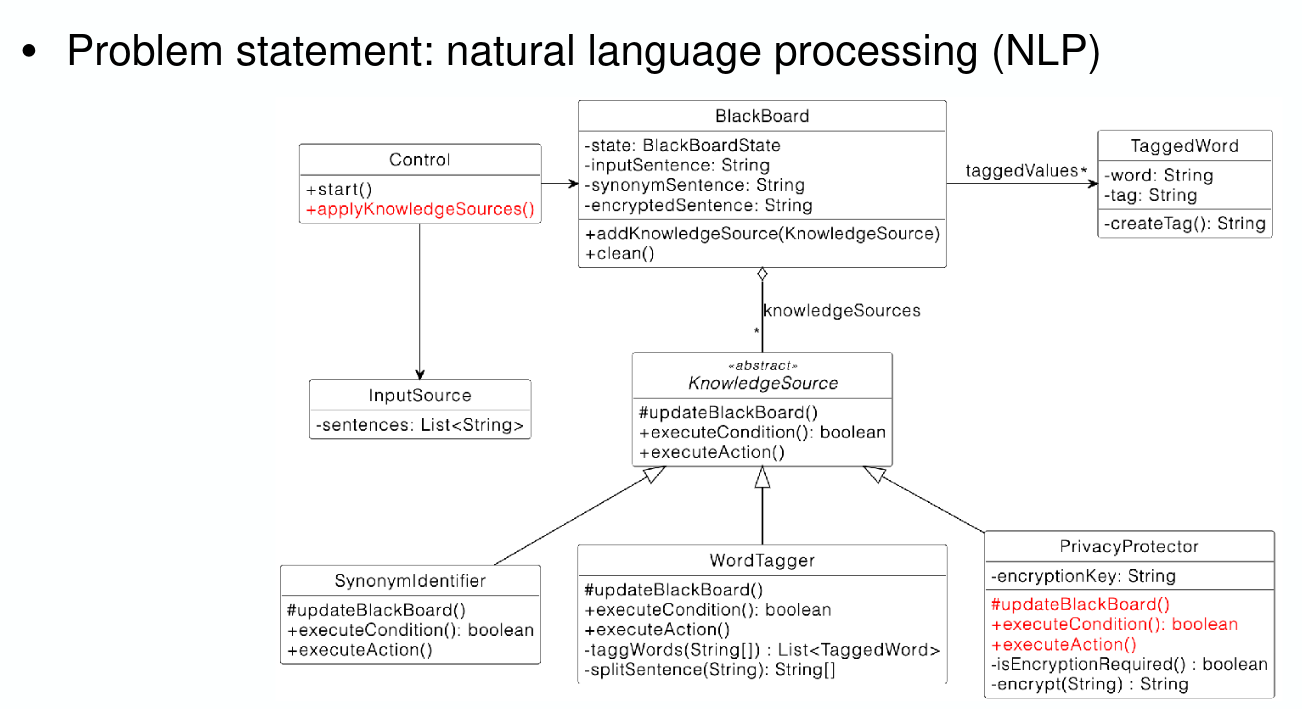 • Problem statement: natural language processing (NLP)
BlackBoard
-state: BlackBoardState
-inputSentence: String
-synonymSentence: String
-encryptedSentence: String
+addKnowledgeSource(KnowledgeSource)
+clean()
Control
+start()
+applyKnowledgeSources()
taggedValues*
TaggedWord
-word: String
-tag: String
-createTag(): String
knowledgeSources
*
InputSource
-sentences: List<String>
«abstract»
KnowledgeSource
#updateBlackBoard()
+executeCondition(): boolean
+executeAction()
SynonymIdentifier
#updateBlackBoard()
+executeCondition(): boolean
+executeAction()
WordTagger
#updateBlackBoard()
+executeCondition(): boolean
+executeAction()
-taggWords(String[]) : List<TaggedWord>
-splitSentence(String): String[]
PrivacyProtector
-encryptionKey: String
#updateBlackBoard()
+executeCondition(): boolean
+executeAction()
-isEncryptionRequired() : boolean
-encrypt(String) : String